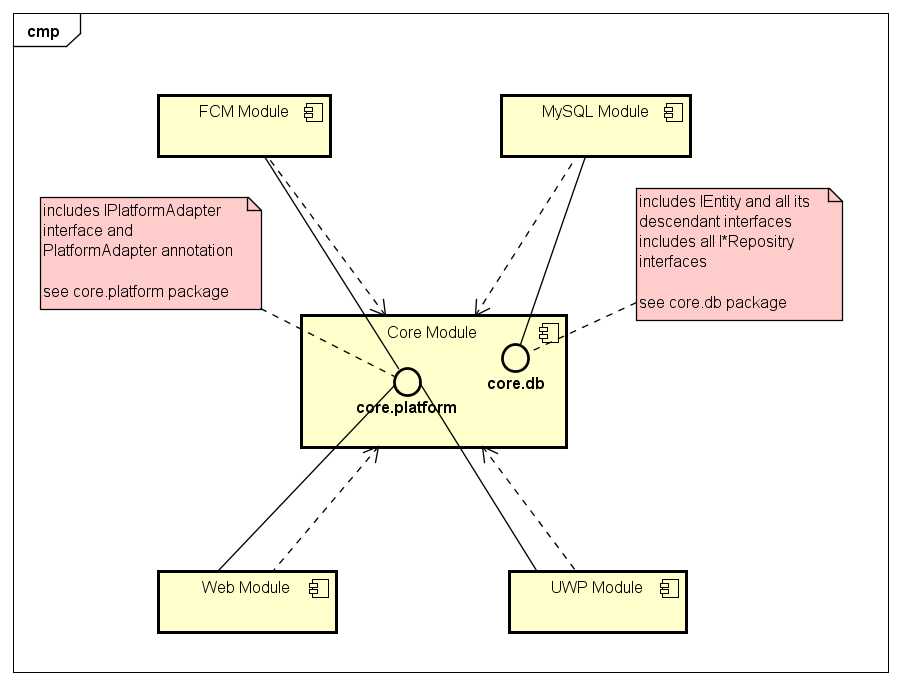 cmp
FCM Module
MySQL Module
includes IPlatformAdapter
interface and
PlatformAdapter annotation
see core.platform package
includes IEntity and all its
descendant interfaces
includes all I*Repositry
interfaces
see core.db package
Core Module
core.db
core.platform
Web Module
UWP Module